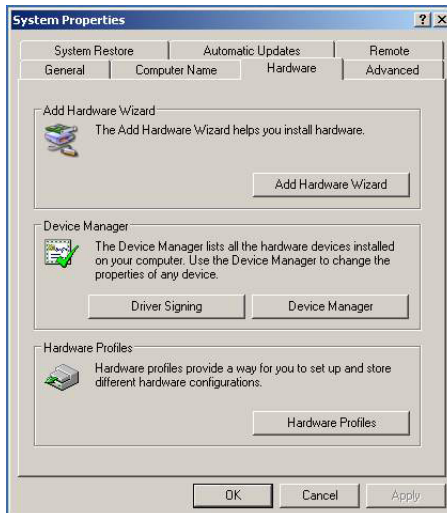 System Properties
System Restore Automatic Updates Remote
General Computer Name Hardware Advanced
Add Hardware Wizard
The Add Hardware Wizard helps you install hardware.
Add Hardware Wizard
Device Manager
The Device Manager lists all the hardware devices installed
on your computer. Use the Device Manager to change the
properties of any device.
Driver Signing Device Manager
Hardware Profiles
Hardware profiles provide a way for you to set up and store
different hardware configurations.
Hardware Profiles
OK Cancel Apply